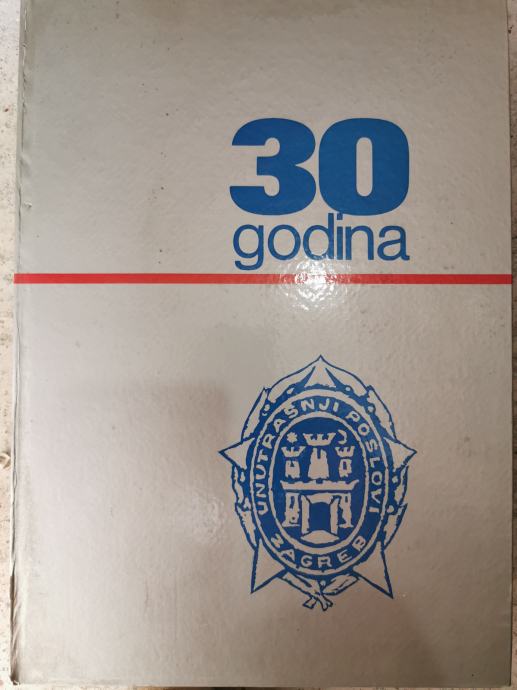 30
godina
UNUTRAŠNJI POSLOVI
ZAGREB